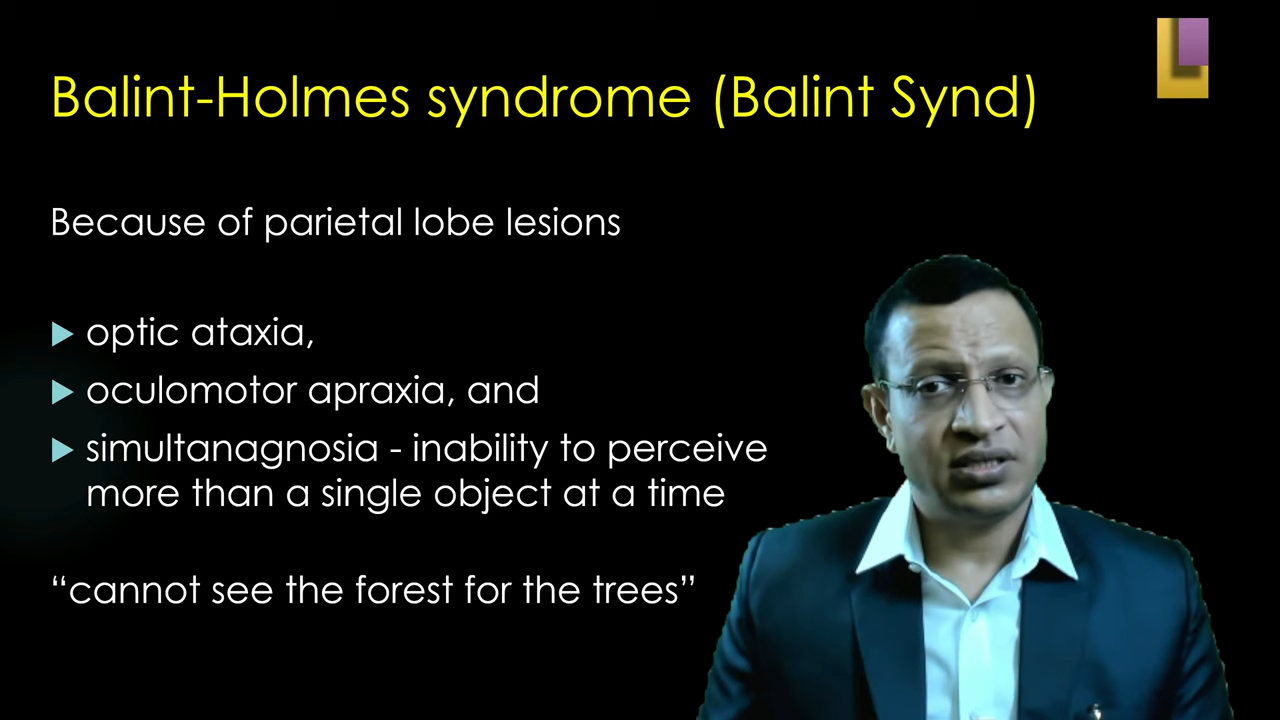 Balint-Holmes syndrome (Balint Synd)
Because of parietal lobe lesions
optic ataxia,
oculomotor apraxia, and
simultanagnosia - inability to perceive
more than a single object at a time
“cannot see the forest for the trees”